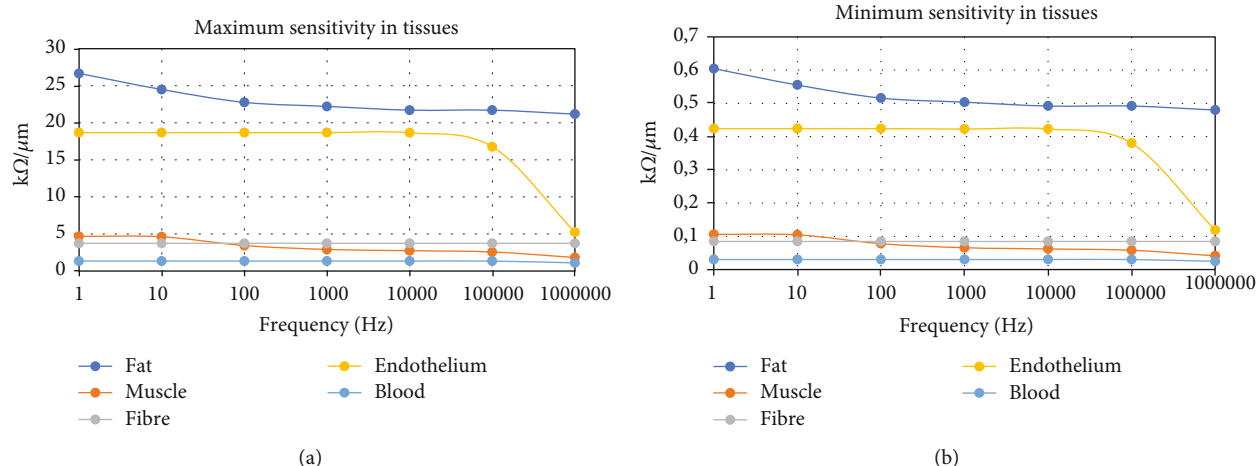 Maximum sensitivity in tissues
30
25
20
15
10
5
0
kΩ/μm
1 10 100 1000 10000 100000 1000000
Frequency (Hz)
Fat
Muscle
Fibre
Endothelium
Blood
(a)
Minimum sensitivity in tissues
0,7
0,6
0,5
0,4
0,3
0,2
0,1
0
kΩ/μm
1 10 100 1000 10000 100000 1000000
Frequency (Hz)
Fat
Muscle
Fibre
Endothelium
Blood
(b)